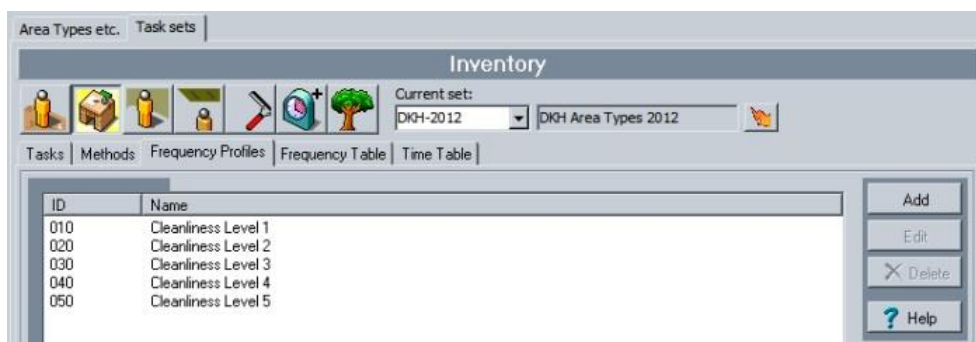 Area Types etc. Task sets
Inventory
Current set:
DKH-2012 DKH Area Types 2012
Tasks Methods Frequency Profiles Frequency Table Time Table
ID Name Add
010 Cleanliness Level 1
020 Cleanliness Level 2 Edit
030 Cleanliness Level 3
040 Cleanliness Level 4 Delete
050 Cleanliness Level 5
? Help